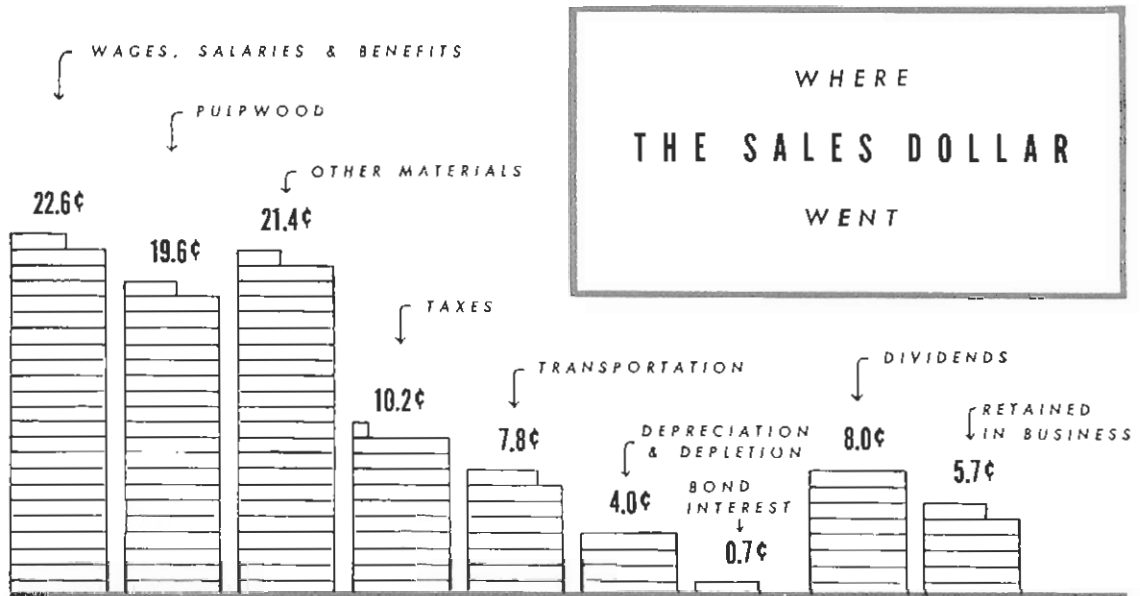 WHERE
THE SALES DOLLAR
WENT
WAGES, SALARIES & BENEFITS
22.6¢
PULPWOOD
19.6¢
OTHER MATERIALS
21.4¢
TAXES
10.2¢
TRANSPORTATION
7.8¢
DEPRECIATION
& DEPLETION
4.0¢
BOND
INTEREST
0.7¢
DIVIDENDS
8.0¢
RETAINED
IN BUSINESS
5.7¢